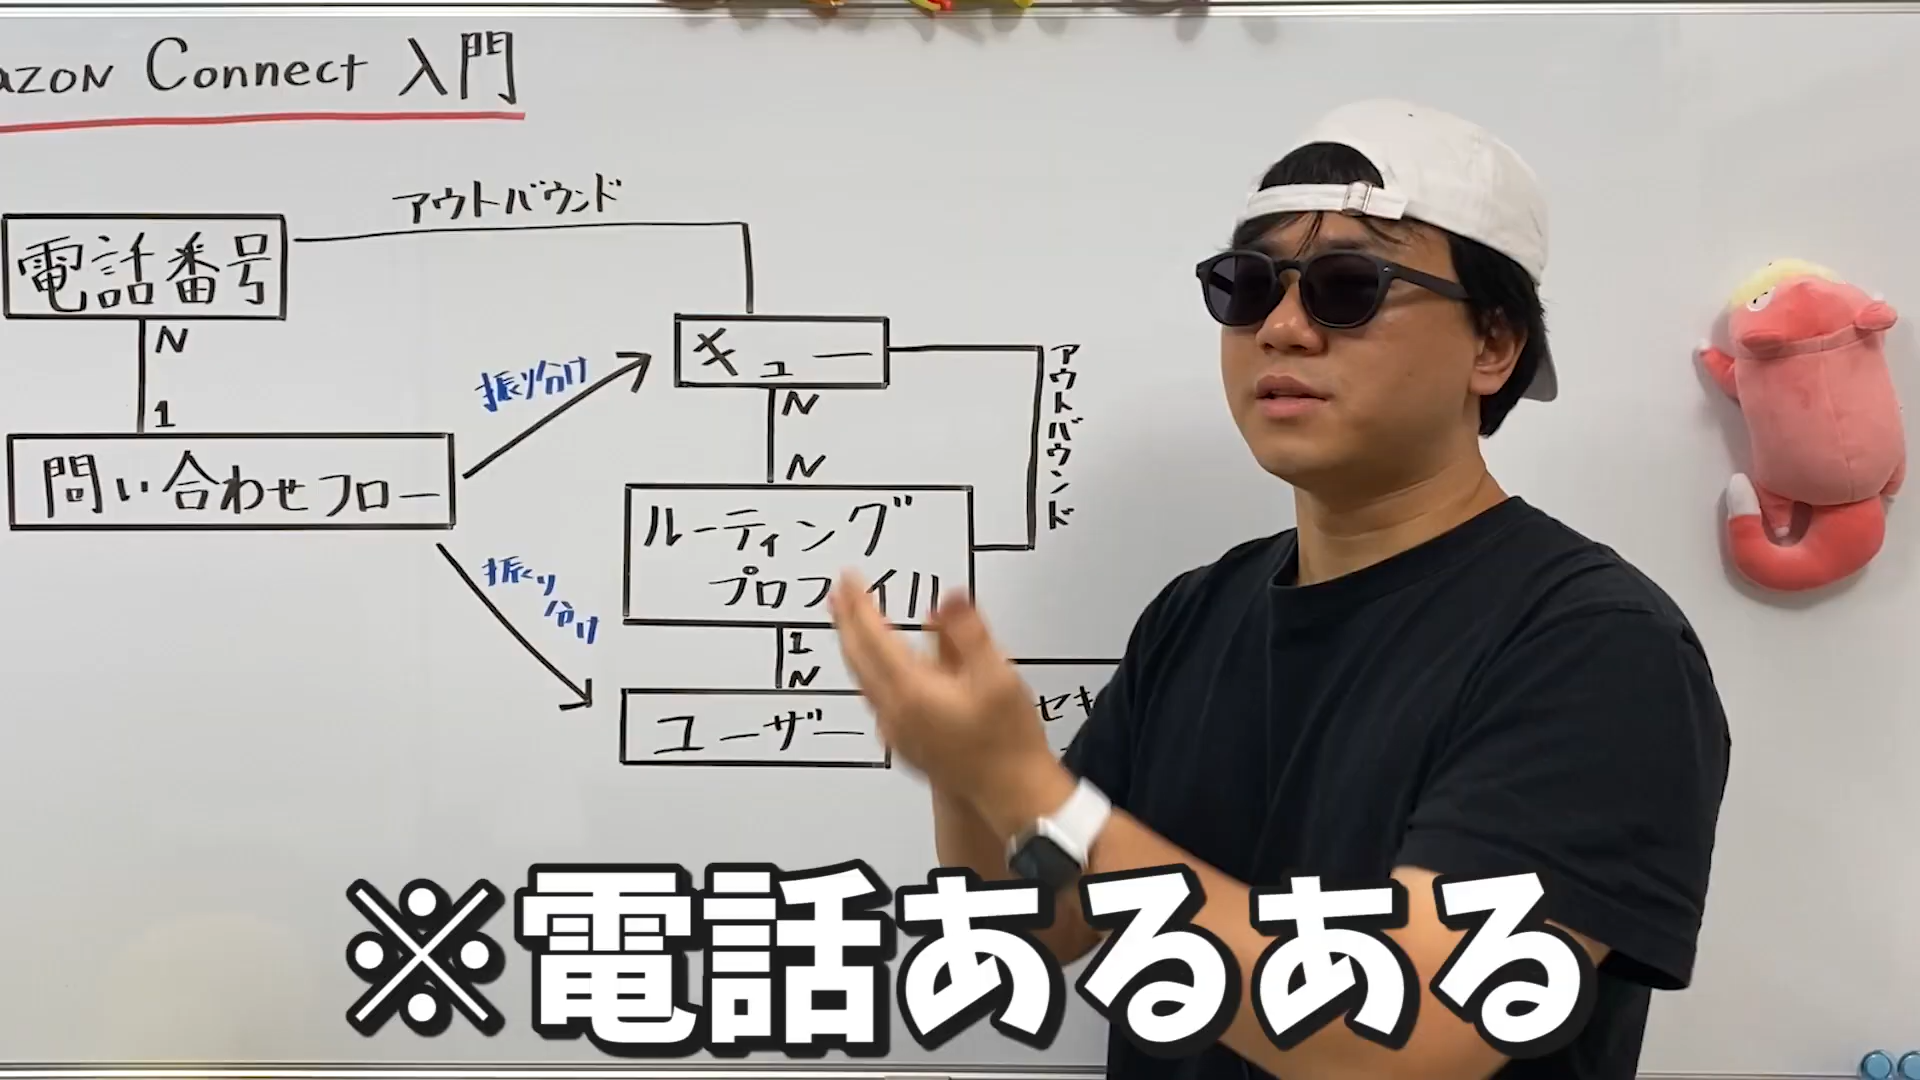 azon Connect 入門
アウトバウンド
電話番号
N
1
問い合わせフロー
振り分け
振り分け
キュー
N
N
アウトバウンド
ルーティング
プロファイル
1
N
ユーザー
セキ
※電話あるある